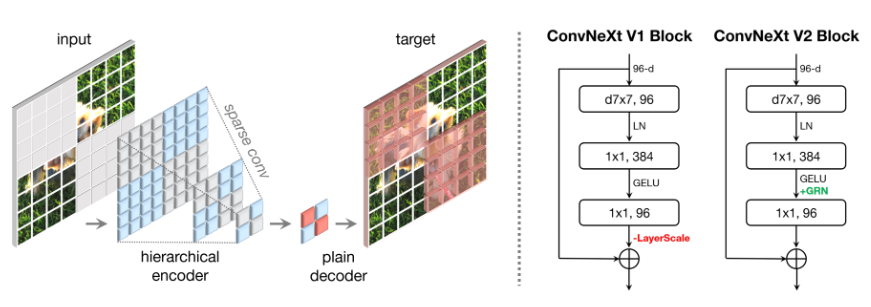 input
target
sparse conv
hierarchical
encoder
plain
decoder
ConvNeXt V1 Block
96-d
d7x7, 96
LN
1x1, 384
GELU
1x1, 96
-LayerScale
ConvNeXt V2 Block
96-d
d7x7, 96
LN
1x1, 384
GELU
+GRN
1x1, 96